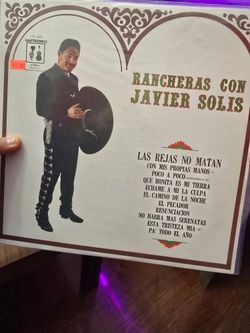 RANCHERAS CON
JAVIER SOLIS
LAS REJAS NO MATAN
CON MIS PROPIAS MANOS
POCO A POCO
QUE BONITA ES MI TIERRA
ECHAME A MI LA CULPA
EL CAMINO DE LA NOCHE
EL PECADOR
RENUNCIACION
NO HABRA MAS SERENATAS
ESTA TRISTEZA MIA
PA' TODO EL AÑO